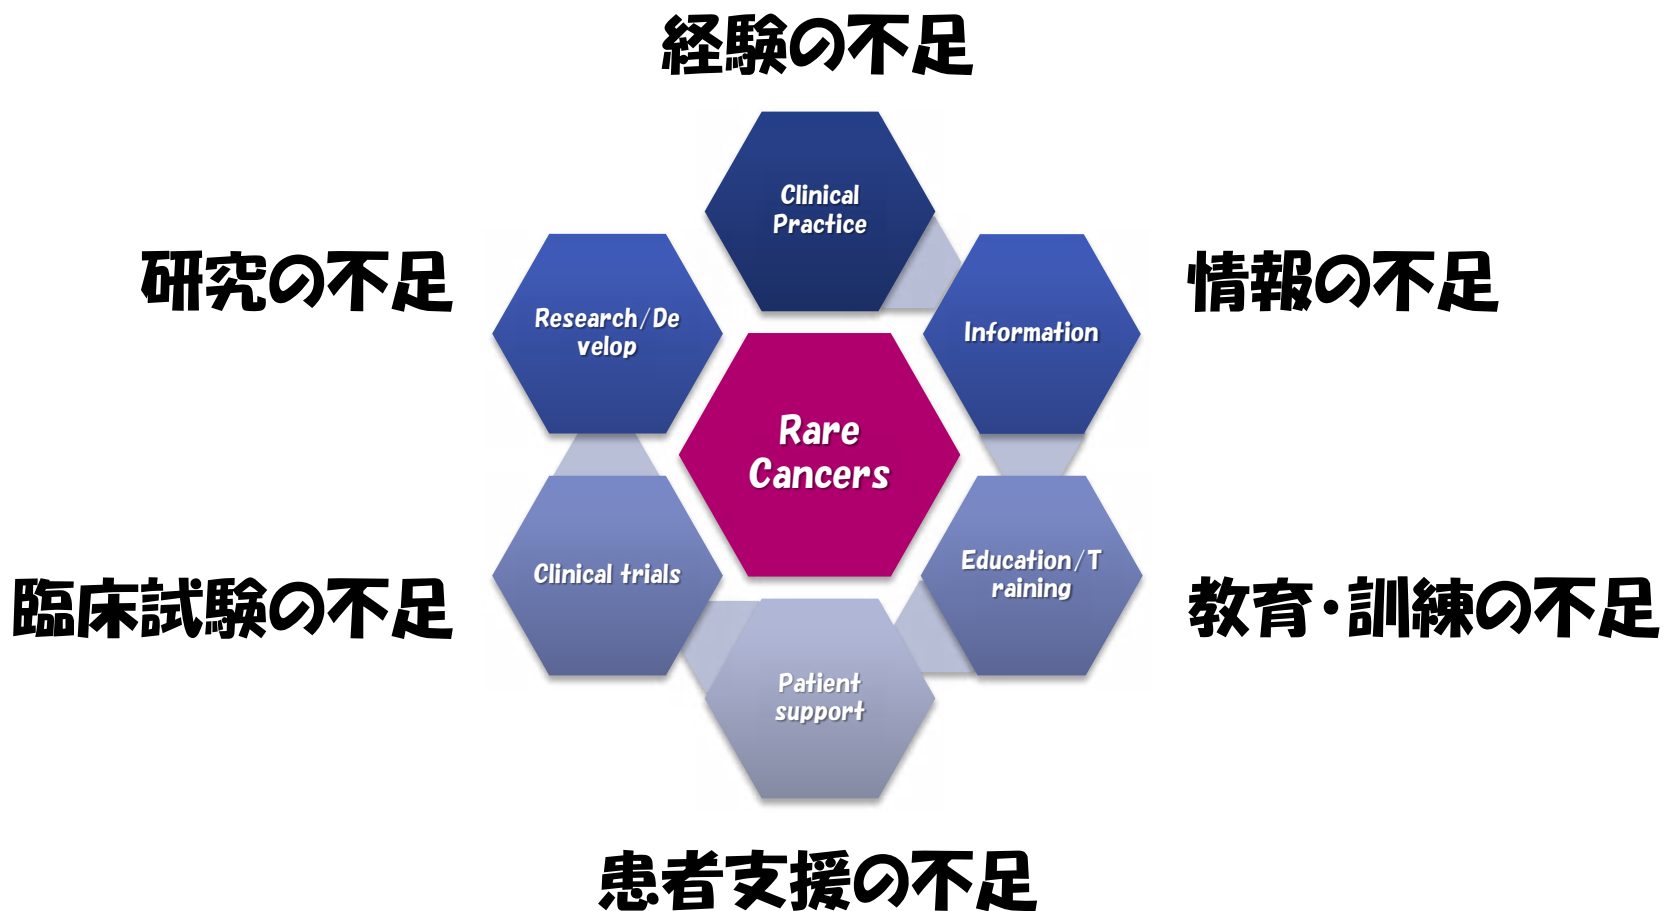 経験の不足
Clinical
Practice
研究の不足
Research/De
velop
Information
情報の不足
Rare
Cancers
臨床試験の不足
Clinical trials
Education/T
raining
教育・訓練の不足
Patient
support
患者支援の不足